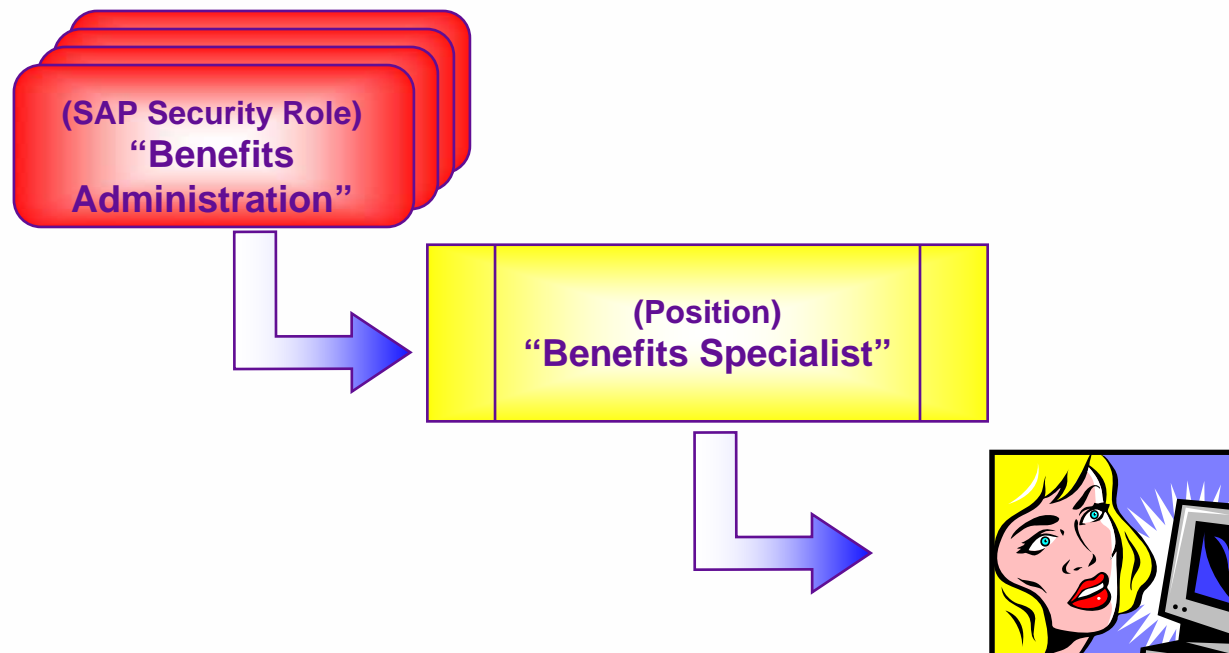 (SAP Security Role)
“Benefits
Administration”
(Position)
“Benefits Specialist”